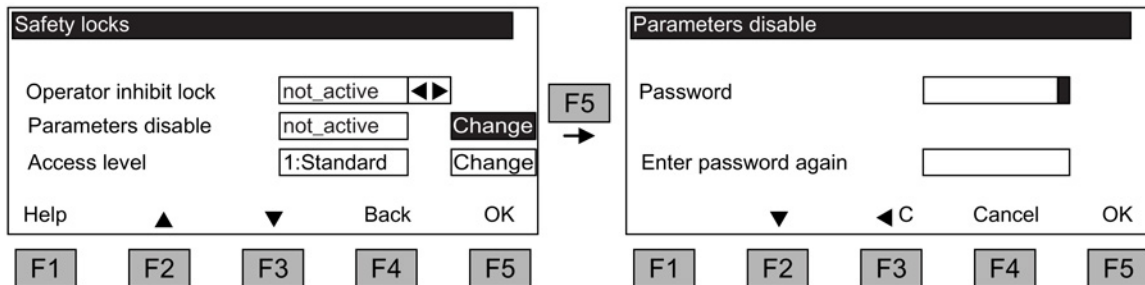 Safety locks
Operator inhibit lock not_active
Parameters disable not_active Change
Access level 1:Standard Change
Help Back OK
F1 F2 F3 F4 F5
F5
Parameters disable
Password
Enter password again
C Cancel OK
F1 F2 F3 F4 F5